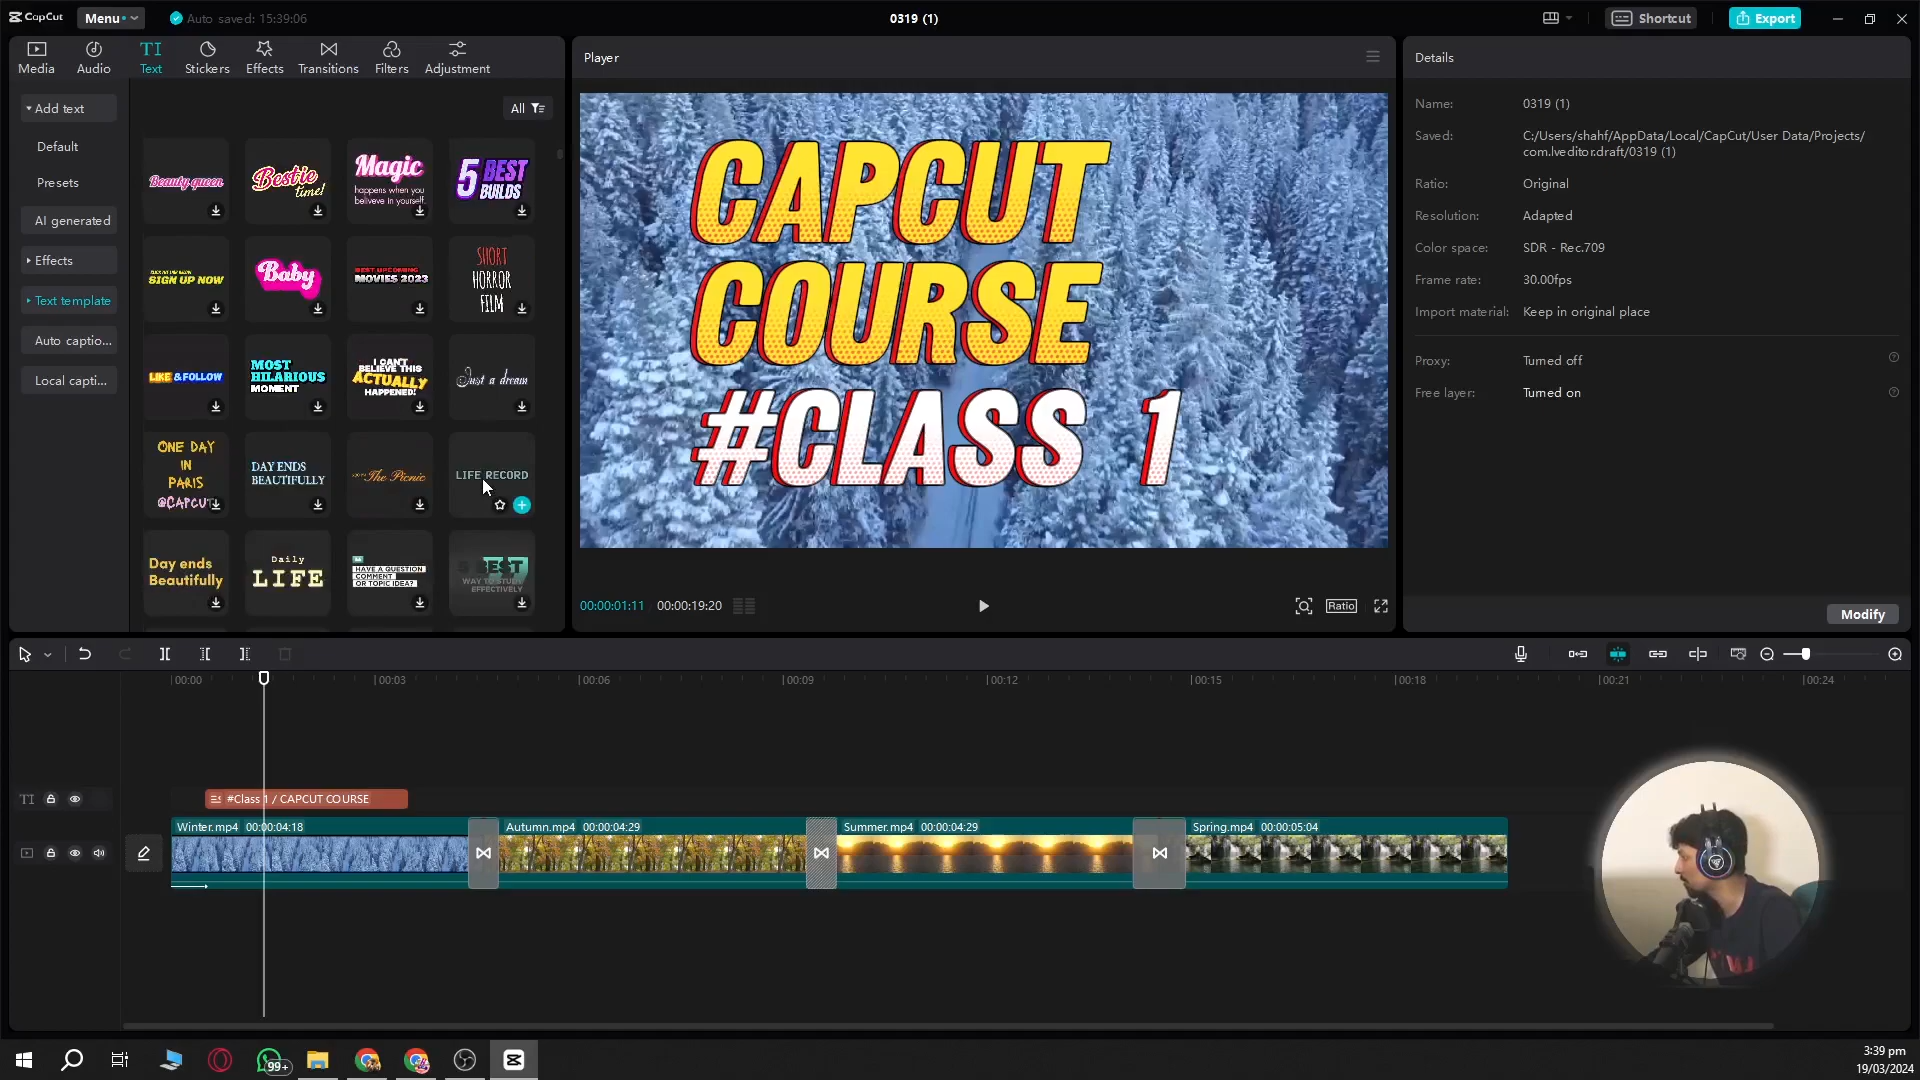 CapCut
Menu
Auto saved: 15:39:06
0319 (1)
Shortcut
Export
Media
Audio
TI
Text
Stickers
Effects
Transitions
Filters
Adjustment
Add text
Default
Presets
AI generated
Effects
Text template
Auto captio...
Local capti...
All
Beauty queen
Bestie
time!
Magic
happens when you
believe in yourself.
5 BEST
BUILDS
SIGN UP NOW
Baby
BEST UPCOMING
MOVIES 2023
SHORT
HORROR
FILM
LIKE & FOLLOW
MOST
HILARIOUS
MOMENT
I CAN'T
BELIEVE THIS
ACTUALLY
HAPPENED!
Just a dream
ONE DAY
IN
PARIS
@CAPCUT
DAY ENDS
BEAUTIFULLY
The Picnic
LIFE RECORD
Day ends
Beautifully
Daily
LIFE
HAVE A QUESTION
COMMENT
OR TOPIC IDEA?
5 BEST
WAY TO STUDY
EFFECTIVELY
Player
CAPCUT
COURSE
#CLASS 1
00:00:01:11
00:00:19:20
Ratio
Details
Name: 0319 (1)
Saved: C:/Users/shahf/AppData/Local/CapCut/User Data/Projects/
com.lveditor.draft/0319 (1)
Ratio: Original
Resolution: Adapted
Color space: SDR - Rec.709
Frame rate: 30.00fps
Import material: Keep in original place
Proxy: Turned off
Free layer: Turned on
Modify
00:00
00:03
00:06
00:09
00:12
00:15
00:18
00:21
00:24
TI
#Class 1 / CAPCUT COURSE
Winter.mp4 00:00:04:18
Autumn.mp4 00:00:04:29
Summer.mp4 00:00:04:29
Spring.mp4 00:00:05:04
99+
3:39 pm
19/03/2024